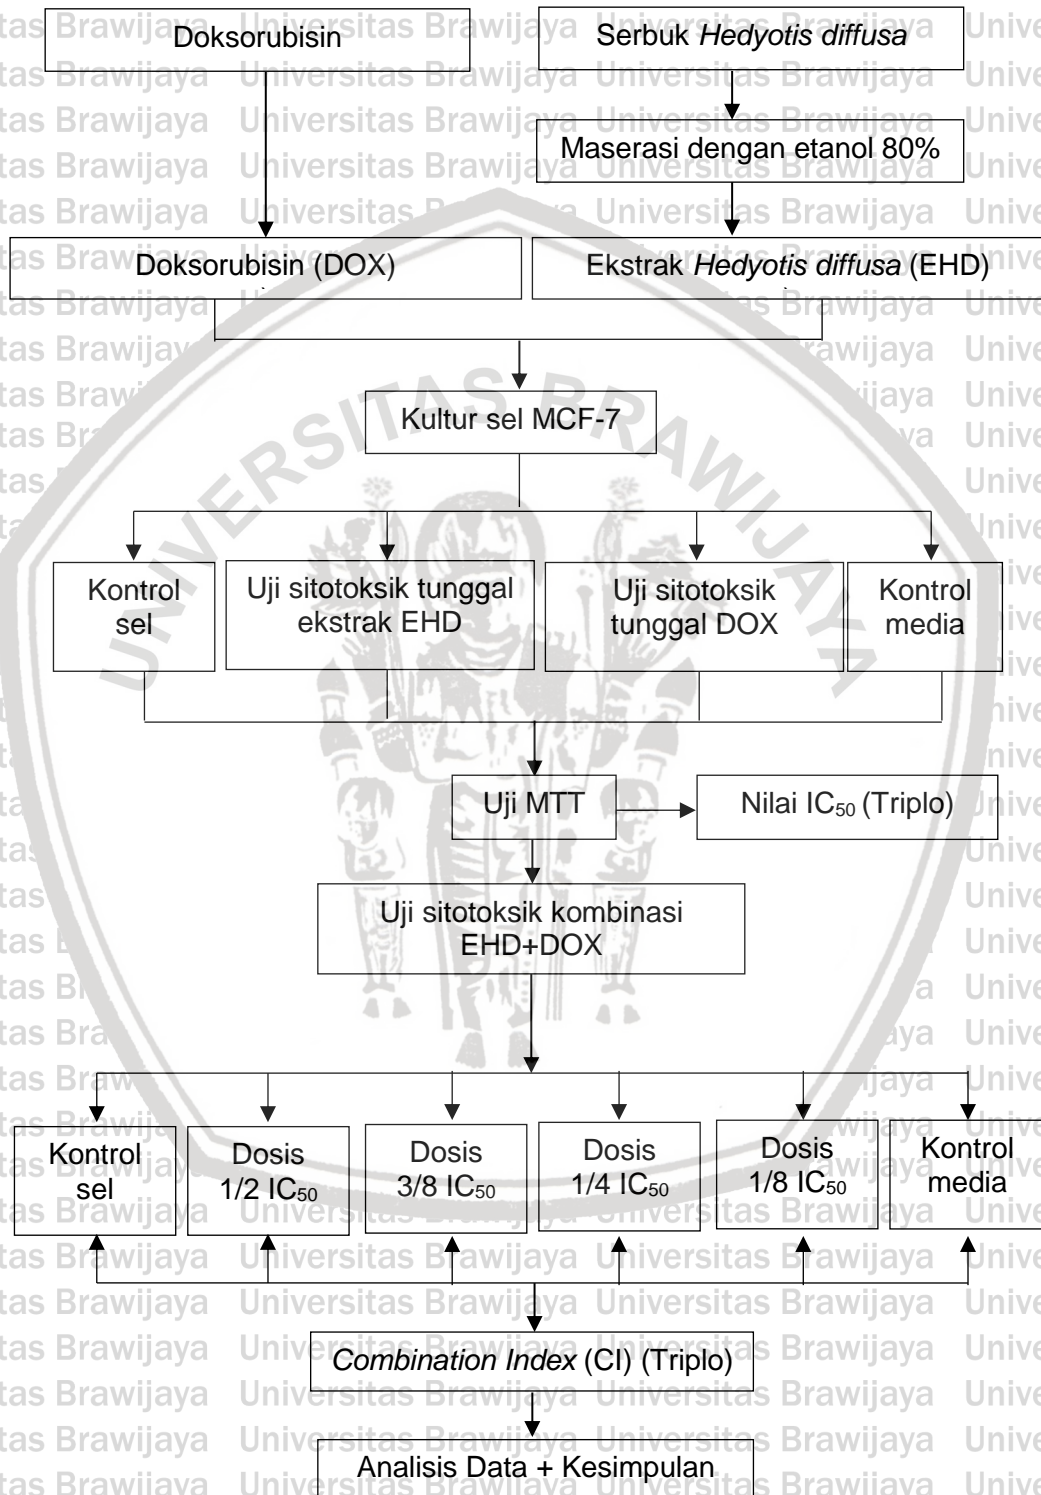 Doksorubisin
Serbuk Hedyotis diffusa
Maserasi dengan etanol 80%
Doksorubisin (DOX)
Ekstrak Hedyotis diffusa (EHD)
Kultur sel MCF-7
Kontrol
sel
Uji sitotoksik tunggal
ekstrak EHD
Uji sitotoksik
tunggal DOX
Kontrol
media
Uji MTT
Nilai IC₅₀ (Triplo)
Uji sitotoksik kombinasi
EHD+DOX
Kontrol
sel
Dosis
1/2 IC₅₀
Dosis
3/8 IC₅₀
Dosis
1/4 IC₅₀
Dosis
1/8 IC₅₀
Kontrol
media
Combination Index (CI) (Triplo)
Analisis Data + Kesimpulan
UNIVERSITAS BRAWIJAYA